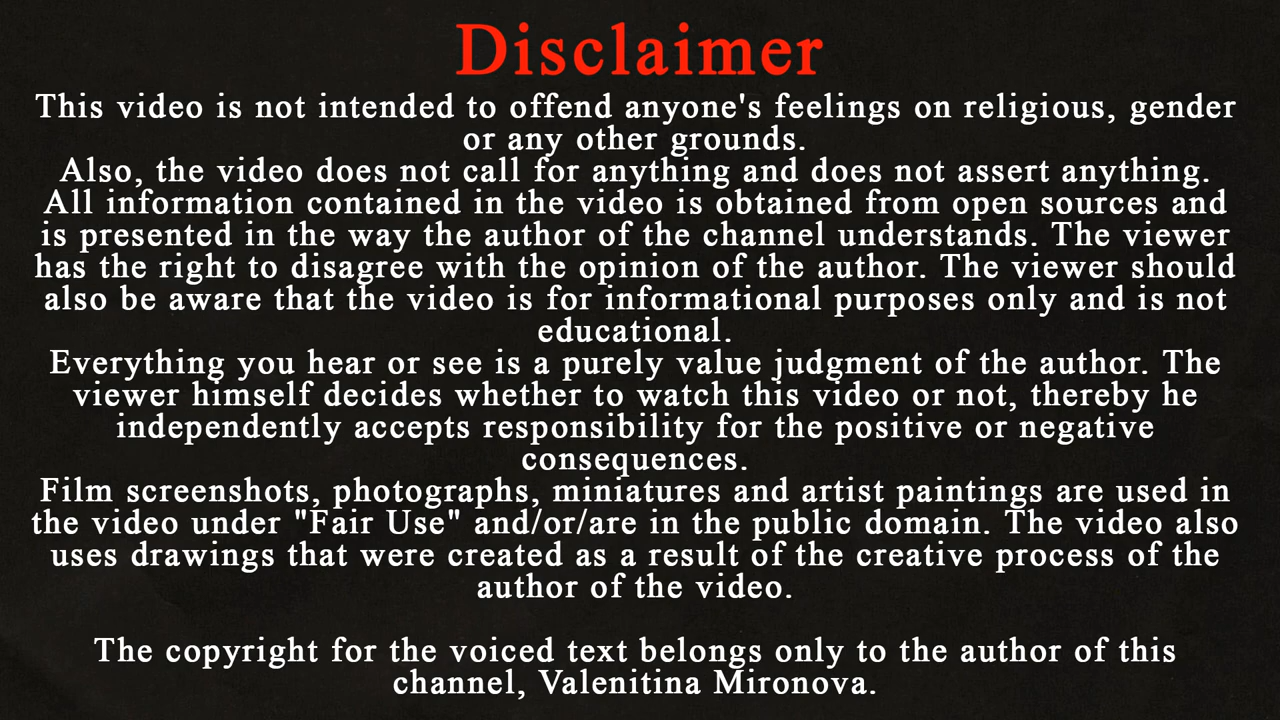 Disclaimer
This video is not intended to offend anyone's feelings on religious, gender
or any other grounds.
Also, the video does not call for anything and does not assert anything.
All information contained in the video is obtained from open sources and
is presented in the way the author of the channel understands. The viewer
has the right to disagree with the opinion of the author. The viewer should
also be aware that the video is for informational purposes only and is not
educational.
Everything you hear or see is a purely value judgment of the author. The
viewer himself decides whether to watch this video or not, thereby he
independently accepts responsibility for the positive or negative
consequences.
Film screenshots, photographs, miniatures and artist paintings are used in
the video under "Fair Use" and/or/are in the public domain. The video also
uses drawings that were created as a result of the creative process of the
author of the video.
The copyright for the voiced text belongs only to the author of this
channel, Valenitina Mironova.